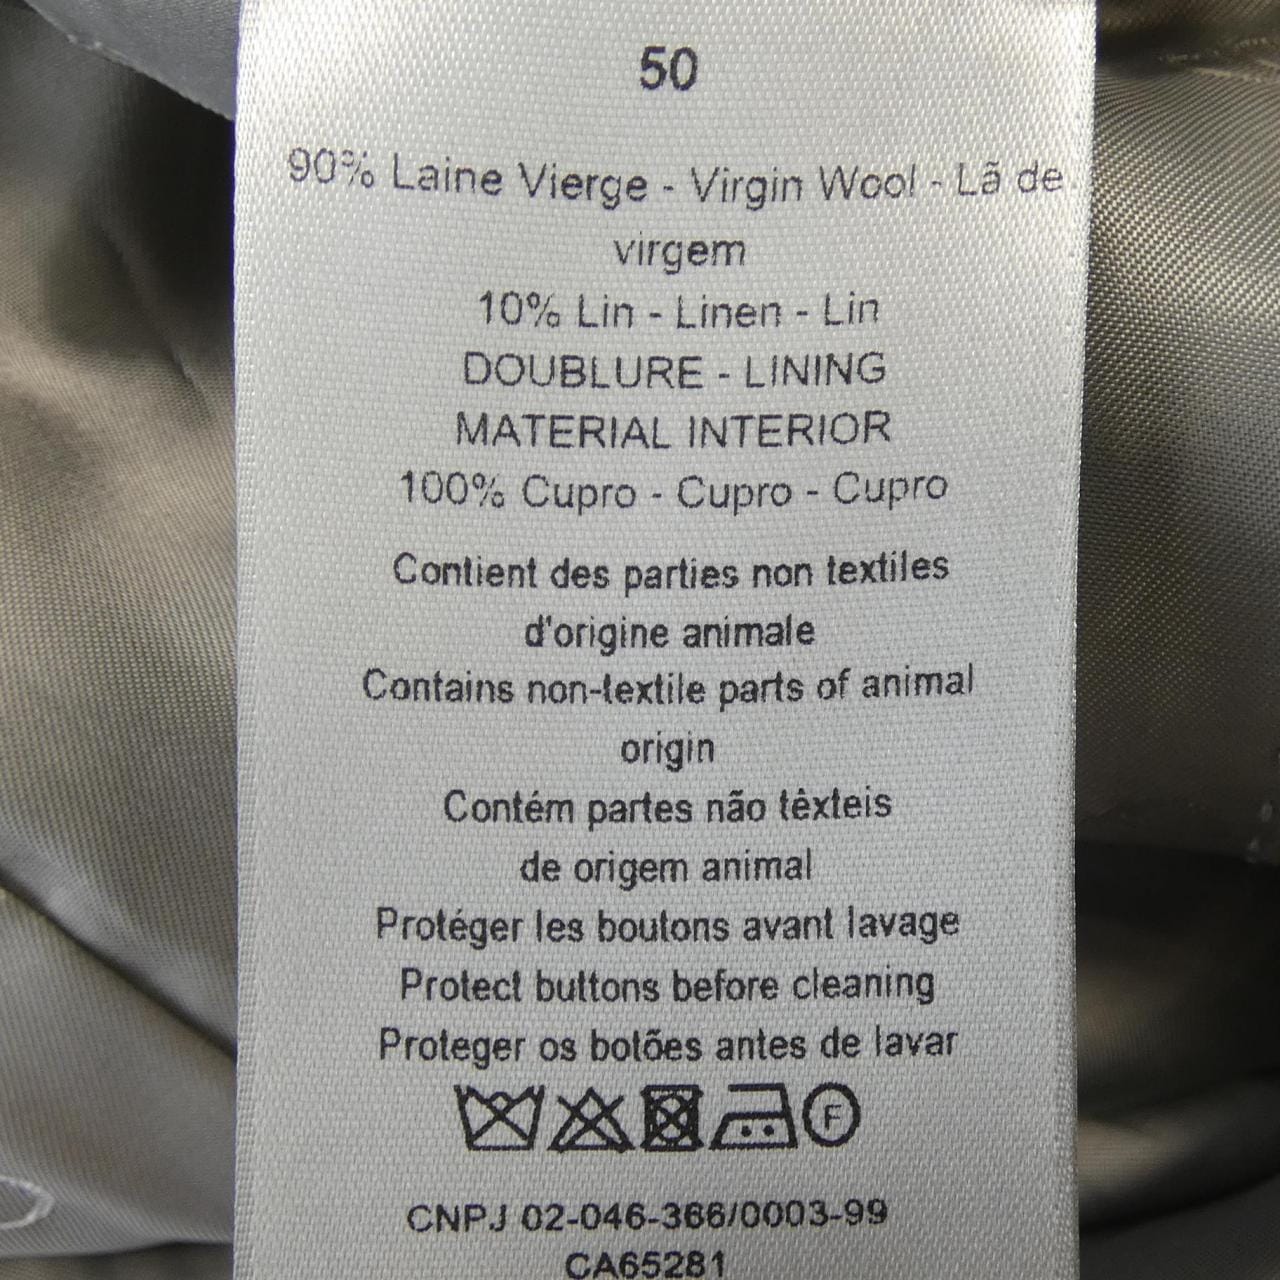 50
90% Laine Vierge - Virgin Wool - Lã de
virgem
10% Lin - Linen - Lin
DOUBLURE - LINING
MATERIAL INTERIOR
100% Cupro - Cupro - Cupro
Contient des parties non textiles
d'origine animale
Contains non-textile parts of animal
origin
Contém partes não têxteis
de origem animal
Protéger les boutons avant lavage
Protect buttons before cleaning
Proteger os botões antes de lavar
F
CNPJ 02-046-366/0003-99
CA65281